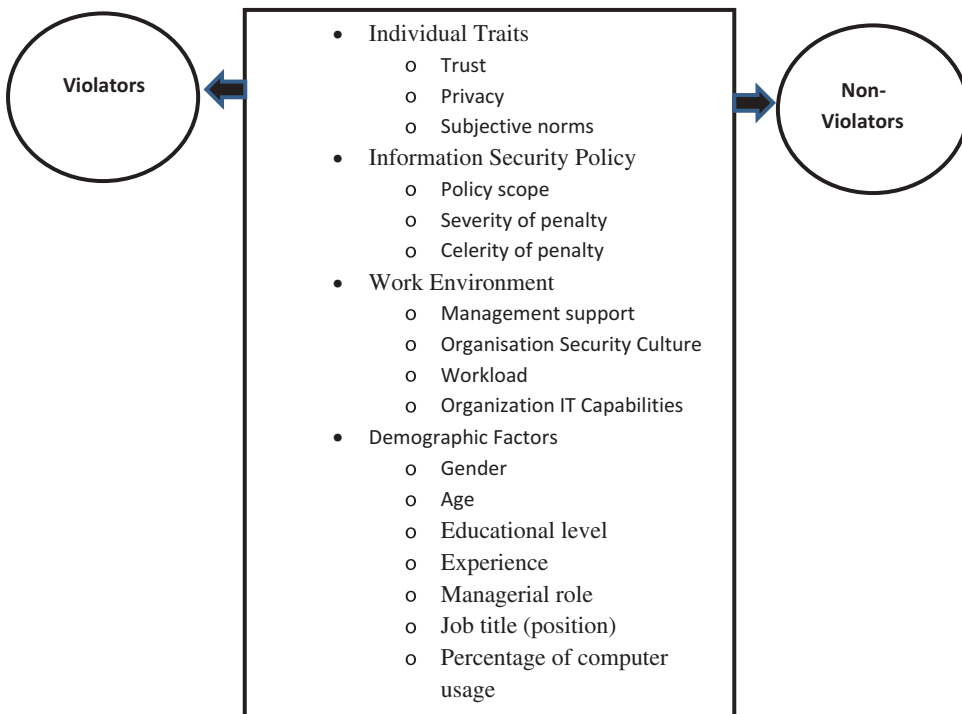 Violators
• Individual Traits
o Trust
o Privacy
o Subjective norms
• Information Security Policy
o Policy scope
o Severity of penalty
o Celerity of penalty
• Work Environment
o Management support
o Organisation Security Culture
o Workload
o Organization IT Capabilities
• Demographic Factors
o Gender
o Age
o Educational level
o Experience
o Managerial role
o Job title (position)
o Percentage of computer
usage
Non-
Violators